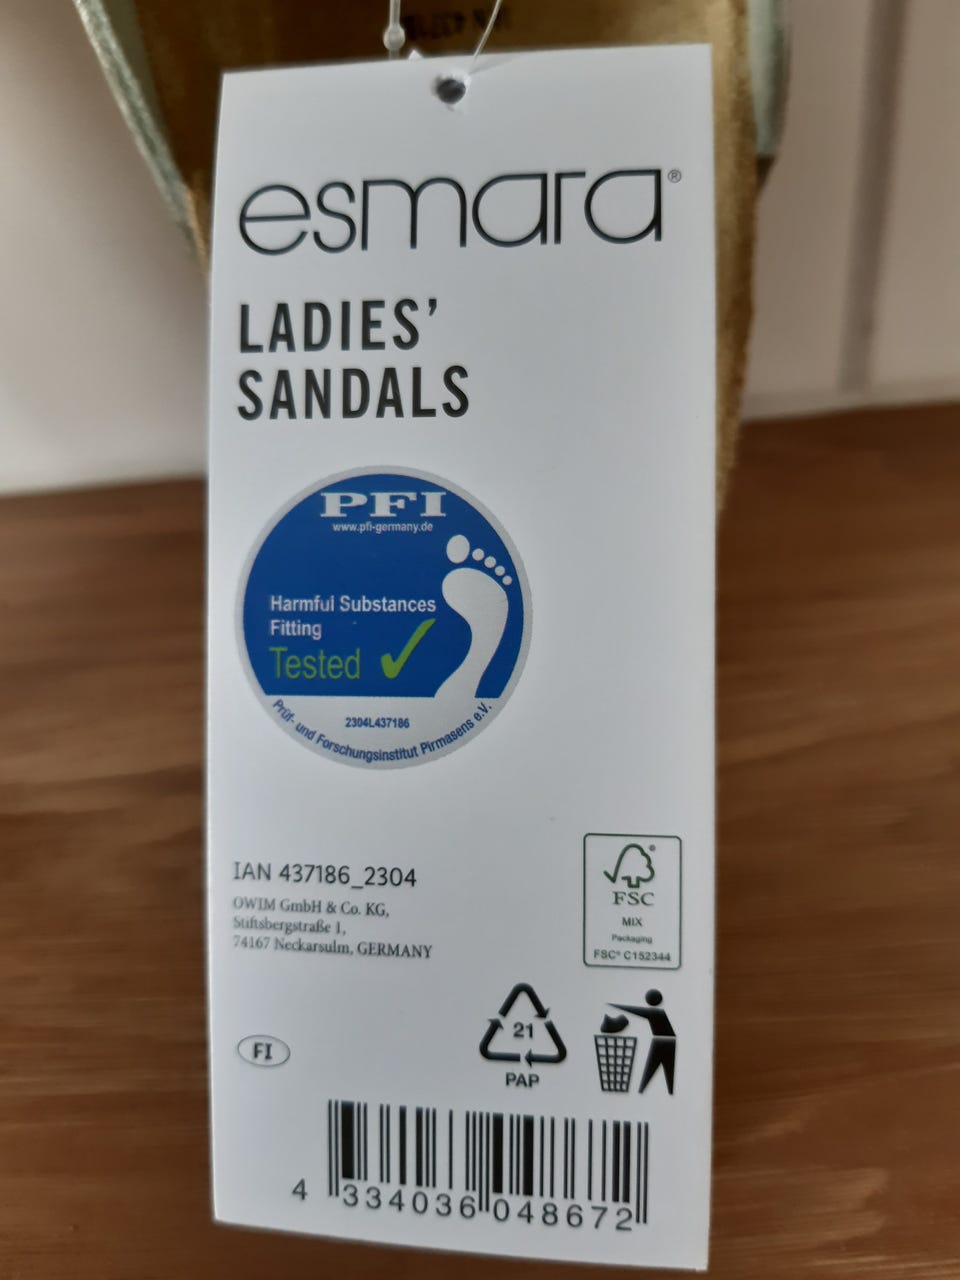 esmara®
LADIES’
SANDALS
PFI
www.pfi-germany.de
Harmful Substances
Fitting
Tested
2304L437186
Prüf- und Forschungsinstitut Pirmasens e.V.
IAN 437186_2304
OWIM GmbH & Co. KG,
Stiftsbergstraße 1,
74167 Neckarsulm, GERMANY
®
FSC
MIX
Packaging
FSC® C152344
FI
21
PAP
4 334036 048672